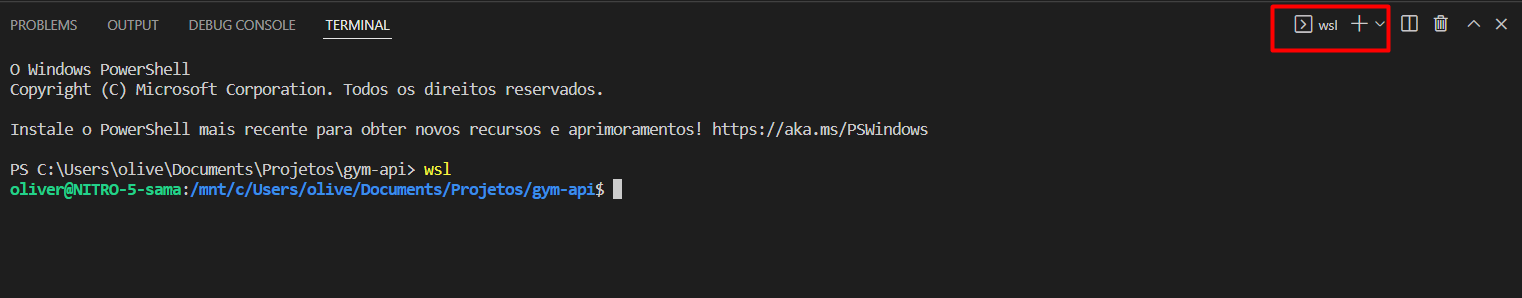 PROBLEMS OUTPUT DEBUG CONSOLE TERMINAL wsl
O Windows PowerShell
Copyright (C) Microsoft Corporation. Todos os direitos reservados.
Instale o PowerShell mais recente para obter novos recursos e aprimoramentos! https://aka.ms/PSWindows
PS C:\Users\olive\Documents\Projetos\gym-api> wsl
oliver@NITRO-5-sama:/mnt/c/Users/olive/Documents/Projetos/gym-api$